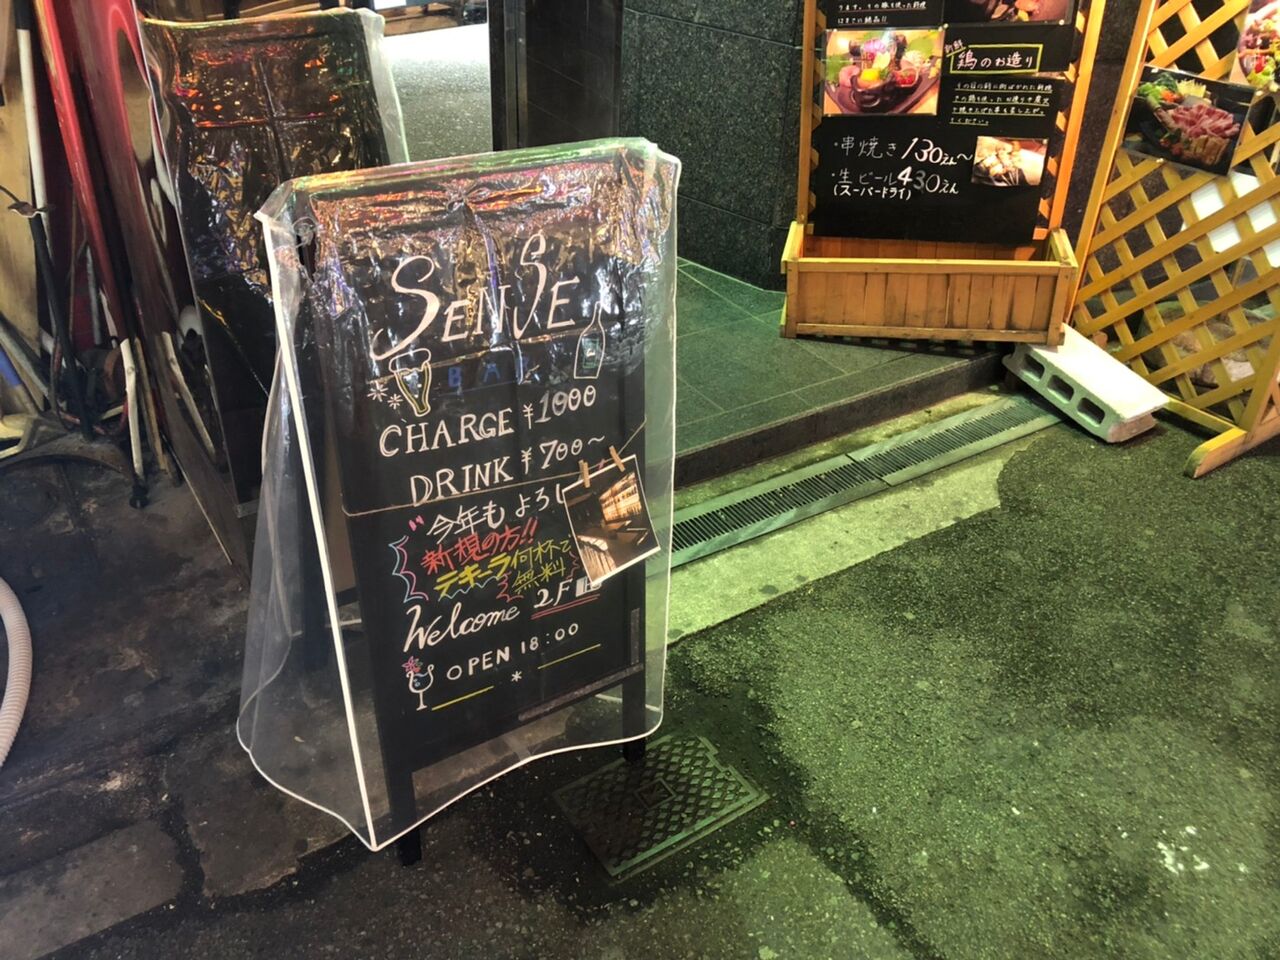 SENSE
BAR
CHARGE ¥1000
DRINK ¥700～
今年もよろし
新規の方!!
テキーラ何杯で
無料
Welcome 2F
OPEN 18:00
新鮮
鶏のお造り
・串焼き 130えん～
・生ビール 430えん
(スーパードライ)